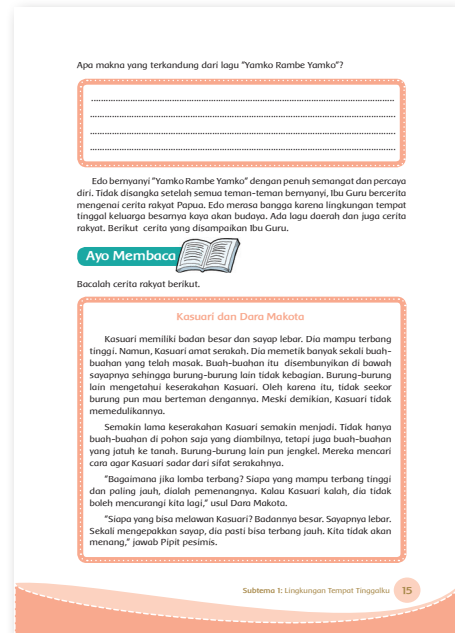 Apa makna yang terkandung dari lagu “Yamko Rambe Yamko”?
Edo bernyanyi “Yamko Rambe Yamko” dengan penuh semangat dan percaya
diri. Tidak disangka setelah semua teman-teman bernyanyi, Ibu Guru bercerita
mengenai cerita rakyat Papua. Edo merasa bangga karena lingkungan tempat
tinggal keluarga besarnya kaya akan budaya. Ada lagu daerah dan juga cerita
rakyat. Berikut cerita yang disampaikan Ibu Guru.
Ayo Membaca
Bacalah cerita rakyat berikut.
Kasuari dan Dara Makota
Kasuari memiliki badan besar dan sayap lebar. Dia mampu terbang
tinggi. Namun, Kasuari amat serakah. Dia memetik banyak sekali buah-
buahan yang telah masak. Buah-buahan itu disembunyikan di bawah
sayapnya sehingga burung-burung lain tidak kebagian. Burung-burung
lain mengetahui keserakahan Kasuari. Oleh karena itu, tidak seekor
burung pun mau berteman dengannya. Meski demikian, Kasuari tidak
memedulikannya.
Semakin lama keserakahan Kasuari semakin menjadi. Tidak hanya
buah-buahan di pohon saja yang diambilnya, tetapi juga buah-buahan
yang jatuh ke tanah. Burung-burung lain pun jengkel. Mereka mencari
cara agar Kasuari sadar dari sifat serakahnya.
“Bagaimana jika lomba terbang? Siapa yang mampu terbang tinggi
dan paling jauh, dialah pemenangnya. Kalau Kasuari kalah, dia tidak
boleh mencurangi kita lagi,” usul Dara Makota.
“Siapa yang bisa melawan Kasuari? Badannya besar. Sayapnya lebar.
Sekali mengepakkan sayap, dia pasti bisa terbang jauh. Kita tidak akan
menang,” jawab Pipit pesimis.
Subtema 1: Lingkungan Tempat Tinggalku 15